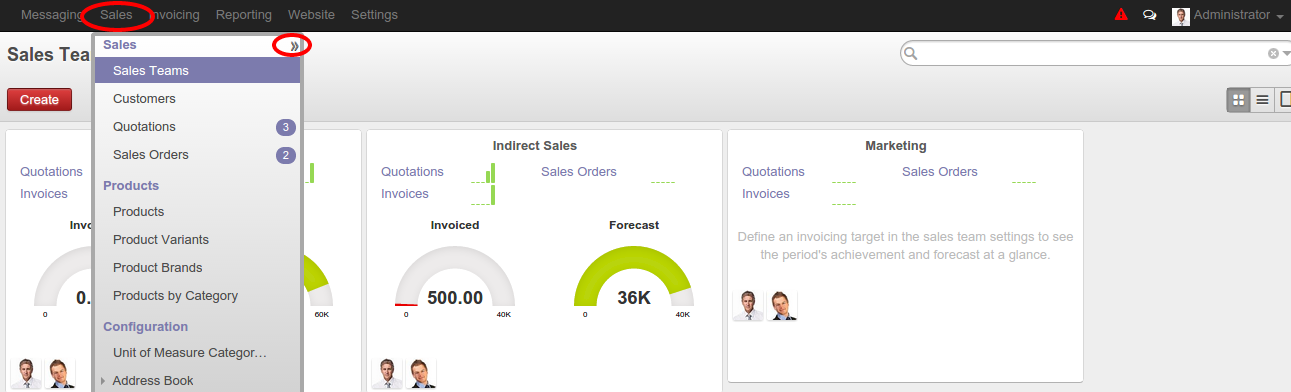 Messaging Sales Invoicing Reporting Website Settings Administrator
Sales Tea
Create
Sales »
Sales Teams
Customers
Quotations 3
Sales Orders 2
Products
Products
Product Variants
Product Brands
Products by Category
Configuration
Unit of Measure Categor…
Address Book
Quotations
Invoices
Invo
0.
0
60K
Indirect Sales
Quotations Sales Orders
Invoices
Invoiced Forecast
500.00 36K
0 40K 0 40K
Marketing
Quotations Sales Orders
Invoices
Define an invoicing target in the sales team settings to see
the period's achievement and forecast at a glance.